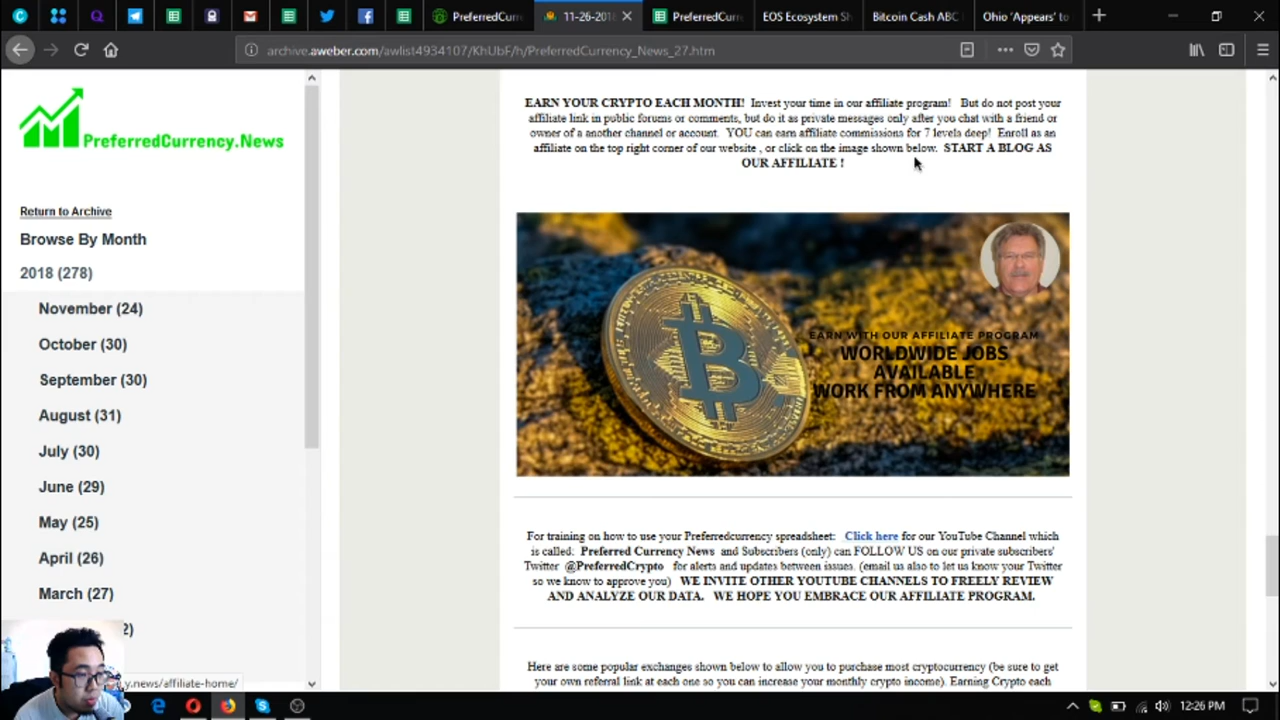 PreferredCurr
11-26-2018
PreferredCurr
EOS Ecosystem Sh
Bitcoin Cash ABC
Ohio ‘Appears’ to
archive.aweber.com/awlist4934107/KhUbF/h/PreferredCurrency_News_27.htm
PreferredCurrency.News
Return to Archive
Browse By Month
2018 (278)
November (24)
October (30)
September (30)
August (31)
July (30)
June (29)
May (25)
April (26)
March (27)
2)
y.news/affiliate-home/
EARN YOUR CRYPTO EACH MONTH! Invest your time in our affiliate program! But do not post your
affiliate link in public forums or comments, but do it as private messages only after you chat with a friend or
owner of a another channel or account. YOU can earn affiliate commissions for 7 levels deep! Enroll as an
affiliate on the top right corner of our website , or click on the image shown below. START A BLOG AS
OUR AFFILIATE !
EARN WITH OUR AFFILIATE PROGRAM
WORLDWIDE JOBS
AVAILABLE
WORK FROM ANYWHERE
For training on how to use your Preferredcurrency spreadsheet: Click here for our YouTube Channel which
is called: Preferred Currency News and Subscribers (only) can FOLLOW US on our private subscribers'
Twitter @PreferredCrypto for alerts and updates between issues. (email us also to let us know your Twitter
so we know to approve you) WE INVITE OTHER YOUTUBE CHANNELS TO FREELY REVIEW
AND ANALYZE OUR DATA. WE HOPE YOU EMBRACE OUR AFFILIATE PROGRAM.
Here are some popular exchanges shown below to allow you to purchase most cryptocurrency (be sure to get
your own referral link at each one so you can increase your monthly crypto income). Earning Crypto each
12:26 PM